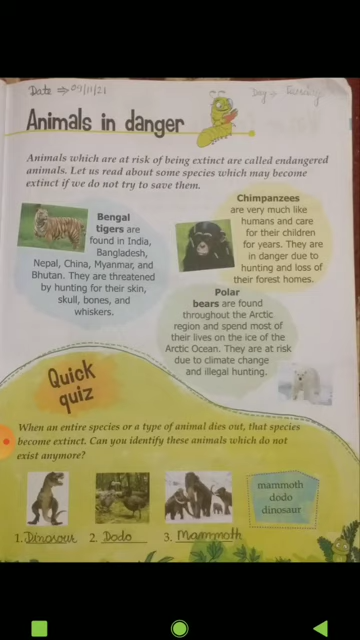 Date ⇒ 09/11/21
Day →
Animals in danger
Animals which are at risk of being extinct are called endangered
animals. Let us read about some species which may become
extinct if we do not try to save them.
Bengal
tigers are
found in India,
Bangladesh,
Nepal, China, Myanmar, and
Bhutan. They are threatened
by hunting for their skin,
skull, bones, and
whiskers.
Chimpanzees
are very much like
humans and care
for their children
for years. They are
in danger due to
hunting and loss of
their forest homes.
Polar
bears are found
throughout the Arctic
region and spend most of
their lives on the ice of the
Arctic Ocean. They are at risk
due to climate change
and illegal hunting.
Quick
quiz
When an entire species or a type of animal dies out, that species
become extinct. Can you identify these animals which do not
exist anymore?
mammoth
dodo
dinosaur
1. Dinosour 2. Dodo 3. Mammoth